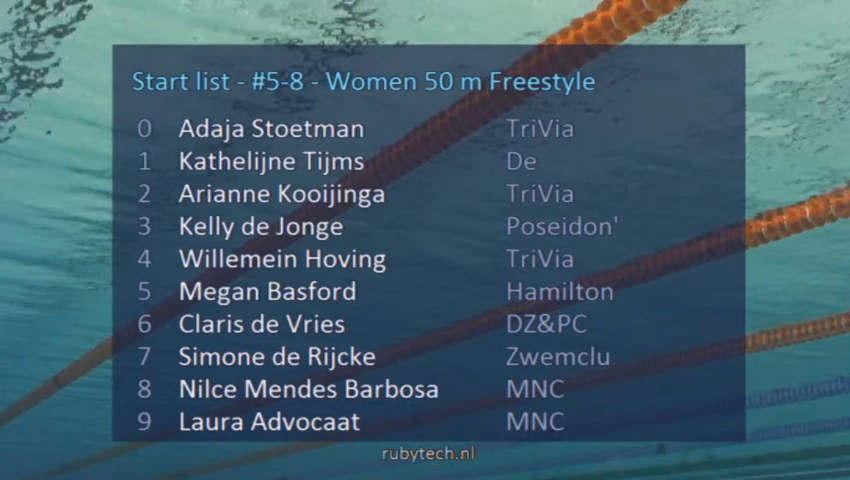 Start list - #5-8 - Women 50 m Freestyle
0 Adaja Stoetman TriVia
1 Kathelijne Tijms De
2 Arianne Kooijinga TriVia
3 Kelly de Jonge Poseidon'
4 Willemein Hoving TriVia
5 Megan Basford Hamilton
6 Claris de Vries DZ&PC
7 Simone de Rijcke Zwemclu
8 Nilce Mendes Barbosa MNC
9 Laura Advocaat MNC
rubytech.nl